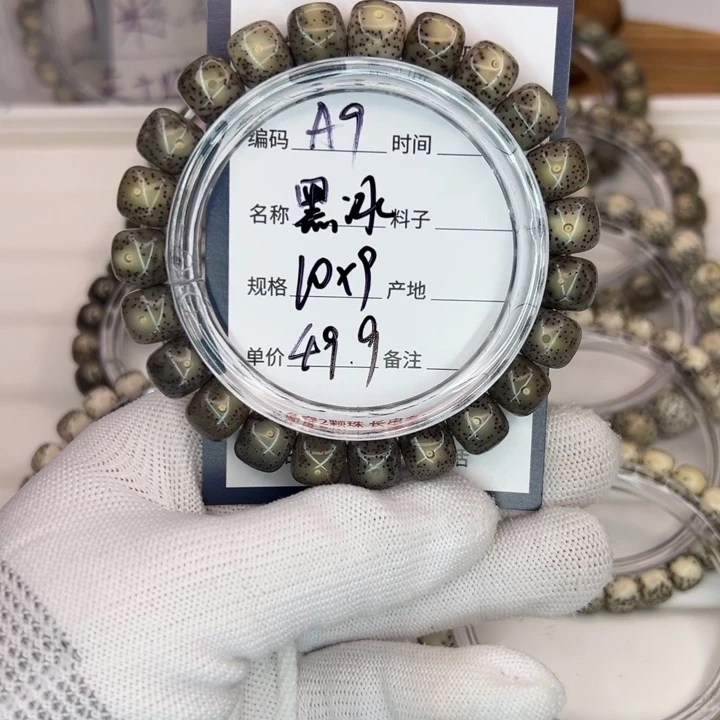 编码 A9 时间
名称 黑冰 料子
规格 10x9 产地
单价 49.9 备注